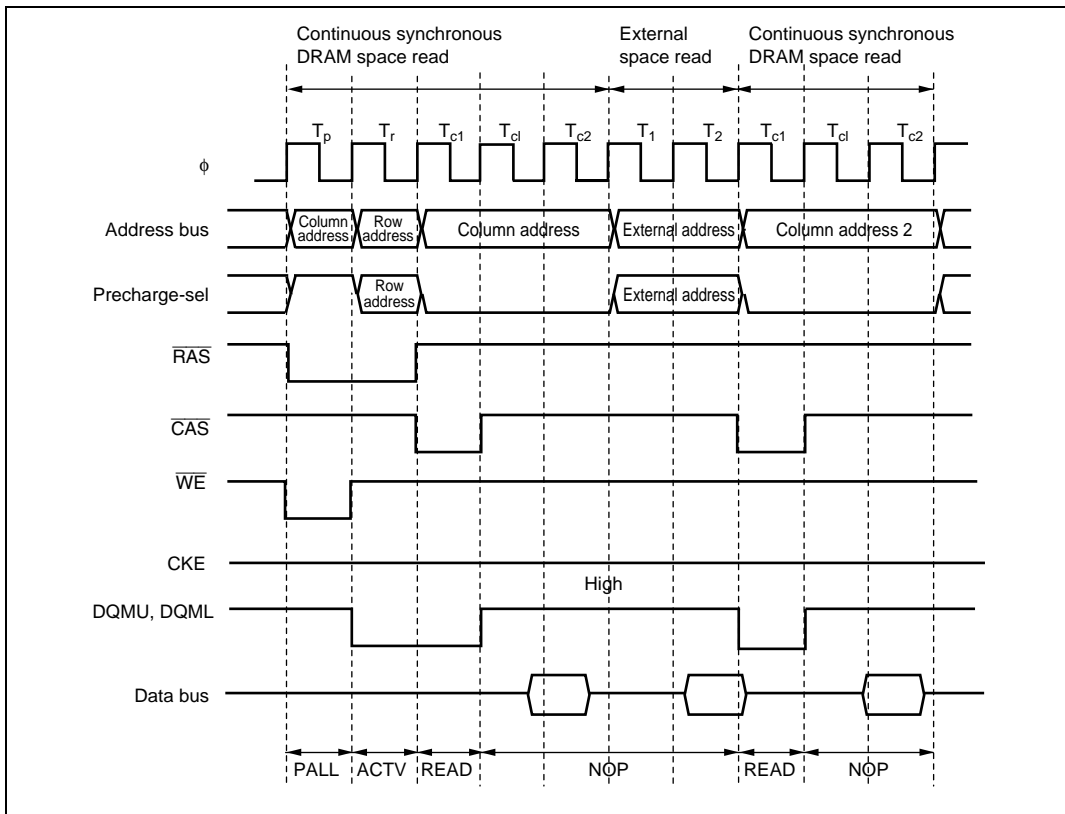 Continuous synchronous
DRAM space read
External
space read
Continuous synchronous
DRAM space read
Tp Tr Tc1 Tcl Tc2 T1 T2 Tc1 Tcl Tc2
ϕ
Address bus
Column
address
Row
address
Column address
External address
Column address 2
Precharge-sel
Row
address
External address
RAS
CAS
WE
CKE
High
DQMU, DQML
Data bus
PALL ACTV READ NOP READ NOP